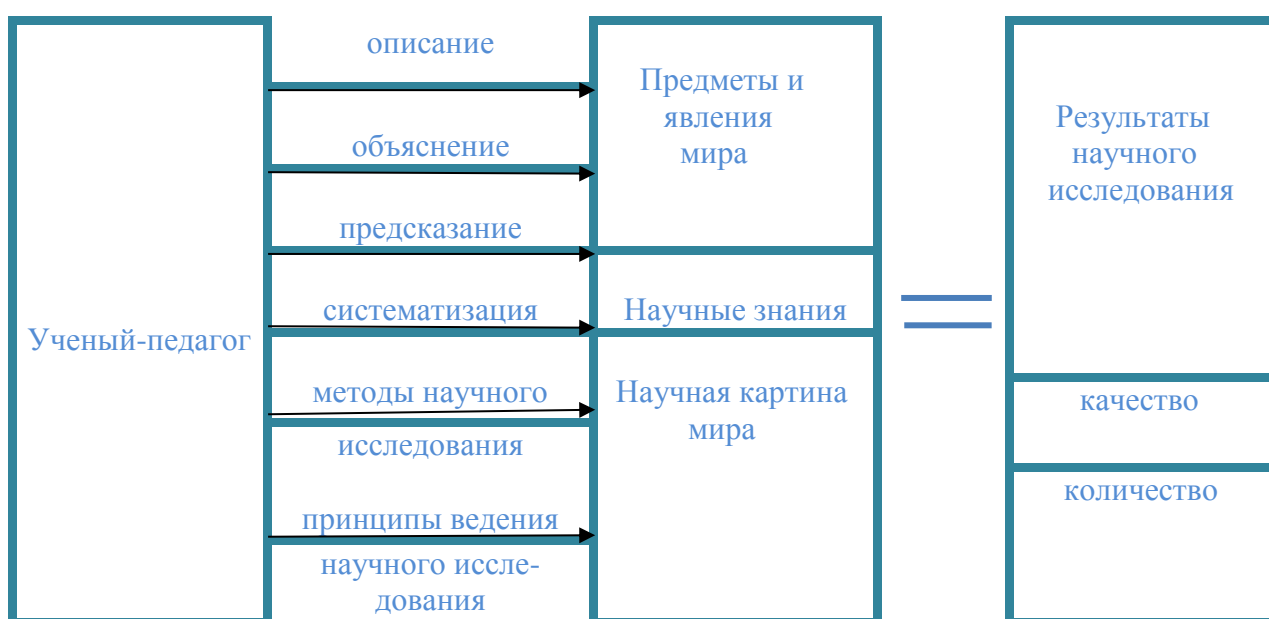 Ученый-педагог
описание
объяснение
предсказание
систематизация
методы научного
исследования
принципы ведения
научного иссле-
дования
Предметы и
явления
мира
Научные знания
Научная картина
мира
Результаты
научного
исследования
качество
количество